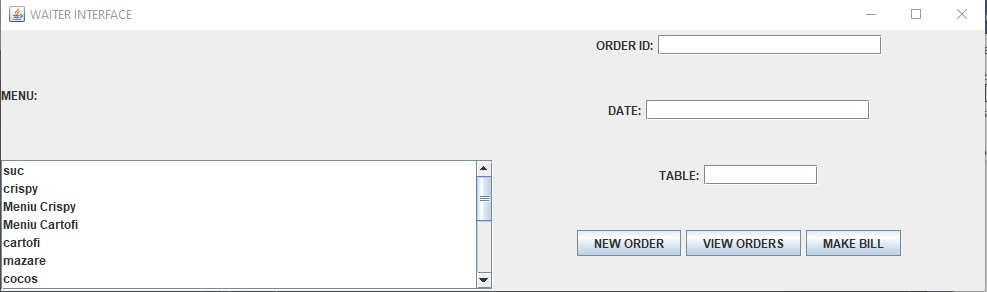 WAITER INTERFACE
MENU:
suc
crispy
Meniu Crispy
Meniu Cartofi
cartofi
mazare
cocos
ORDER ID:
DATE:
TABLE:
NEW ORDER VIEW ORDERS MAKE BILL